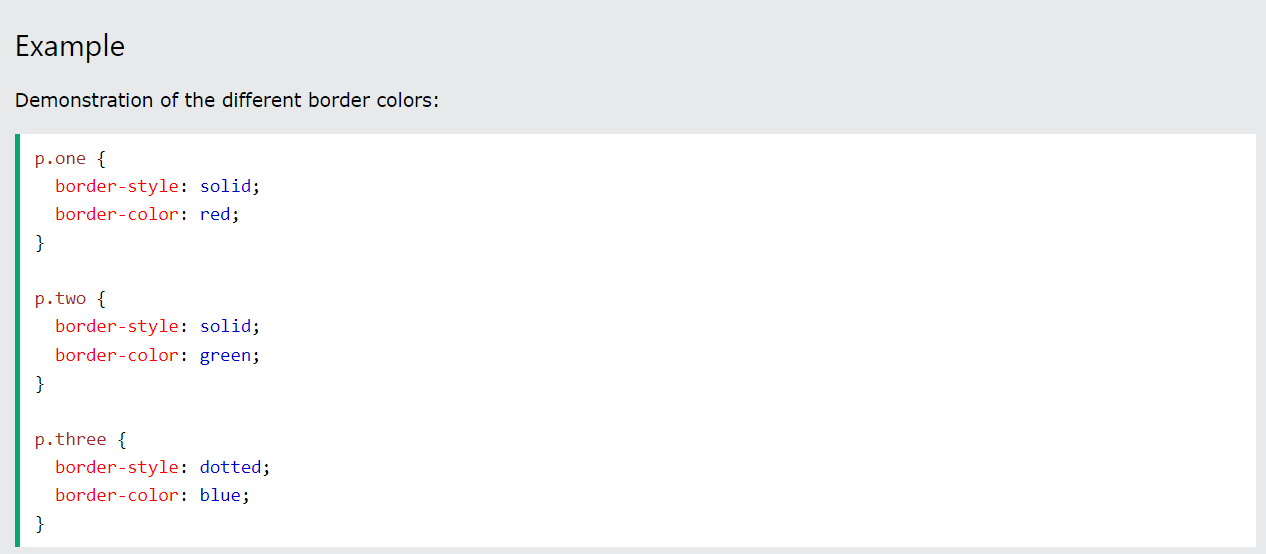 Example
Demonstration of the different border colors:
p.one {
  border-style: solid;
  border-color: red;
}
p.two {
  border-style: solid;
  border-color: green;
}
p.three {
  border-style: dotted;
  border-color: blue;
}